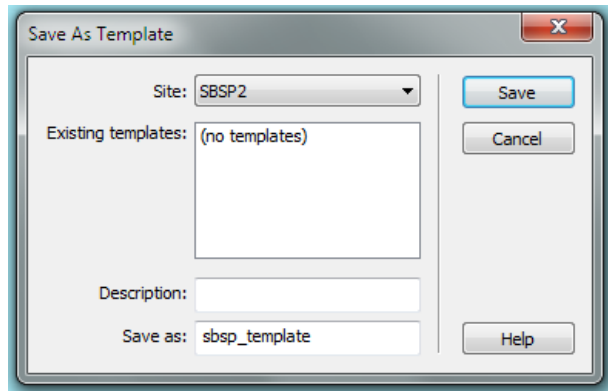 Save As Template
Site: SBSP2
Save
Existing templates: (no templates)
Cancel
Description:
Save as: sbsp_template
Help